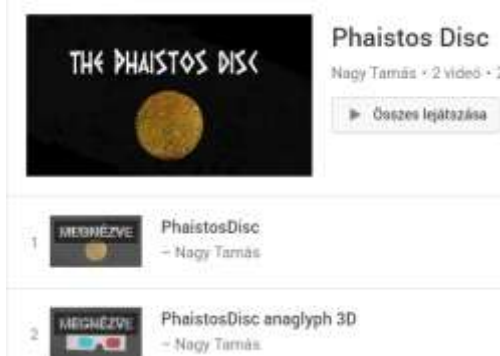 THE PHAISTOS DISC
Phaistos Disc
Nagy Tamás • 2 videó • 2
▶ Összes lejátszása
1
MEGNÉZVE
PhaistosDisc
– Nagy Tamás
2
MEGNÉZVE
PhaistosDisc anaglyph 3D
– Nagy Tamás